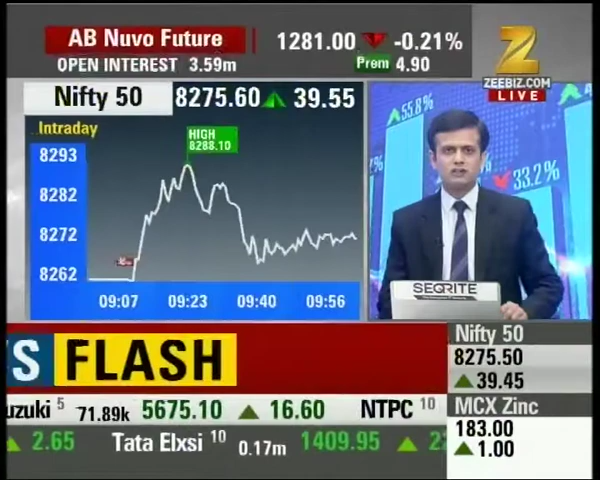 AB Nuvo Future
OPEN INTEREST 3.59m
1281.00 -0.21%
Prem 4.90
Z
ZEEBIZ.COM
LIVE
Nifty 50 8275.60 39.55
Intraday
HIGH
8288.10
8293
8282
8272
8262
09:07 09:23 09:40 09:56
55.8%
33.2%
SEQRITE
S FLASH
Nifty 50
8275.50
39.45
MCX Zinc
183.00
1.00
uzuki 5 71.89k 5675.10 16.60 NTPC 10
2.65 Tata Elxsi 10 0.17m 1409.95 22